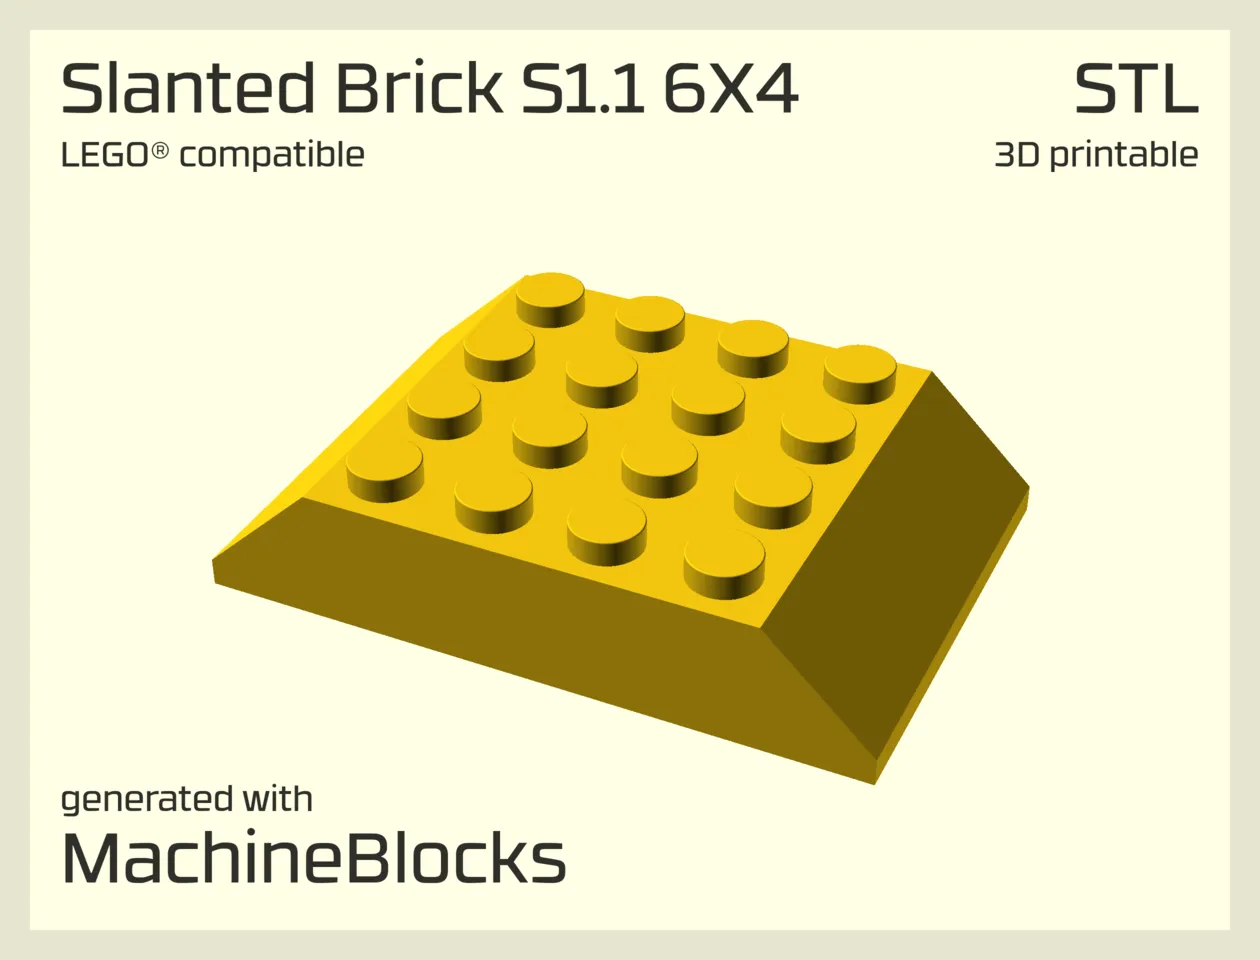 Slanted Brick S1.1 6X4
STL
LEGO® compatible
3D printable
generated with
MachineBlocks